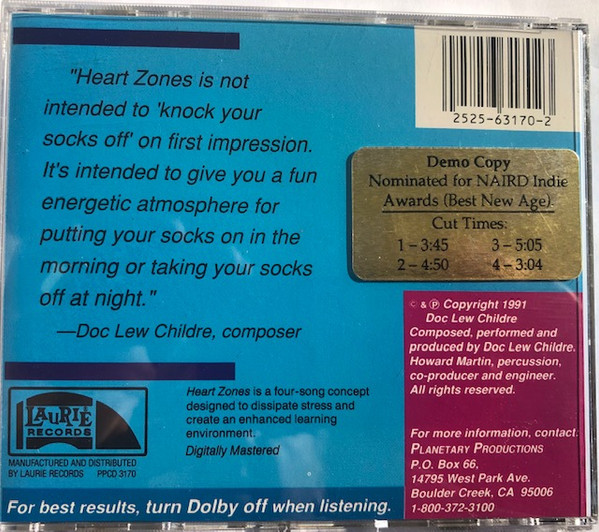 "Heart Zones is not
intended to 'knock your
socks off' on first impression.
It's intended to give you a fun
energetic atmosphere for
putting your socks on in the
morning or taking your socks
off at night."
—Doc Lew Childre, composer
2525-63170-2
Demo Copy
Nominated for NAIRD Indie
Awards (Best New Age).
Cut Times:
1 – 3:45 3 – 5:05
2 – 4:50 4 – 3:04
© & ℗ Copyright 1991
Doc Lew Childre
Composed, performed and
produced by Doc Lew Childre.
Howard Martin, percussion,
co-producer and engineer.
All rights reserved.
For more information, contact:
PLANETARY PRODUCTIONS
P.O. Box 66,
14795 West Park Ave.
Boulder Creek, CA 95006
1-800-372-3100
LAURIE
RECORDS
MANUFACTURED AND DISTRIBUTED
BY LAURIE RECORDS PPCD 3170
Heart Zones is a four-song concept
designed to dissipate stress and
create an enhanced learning
environment.
Digitally Mastered
For best results, turn Dolby off when listening.